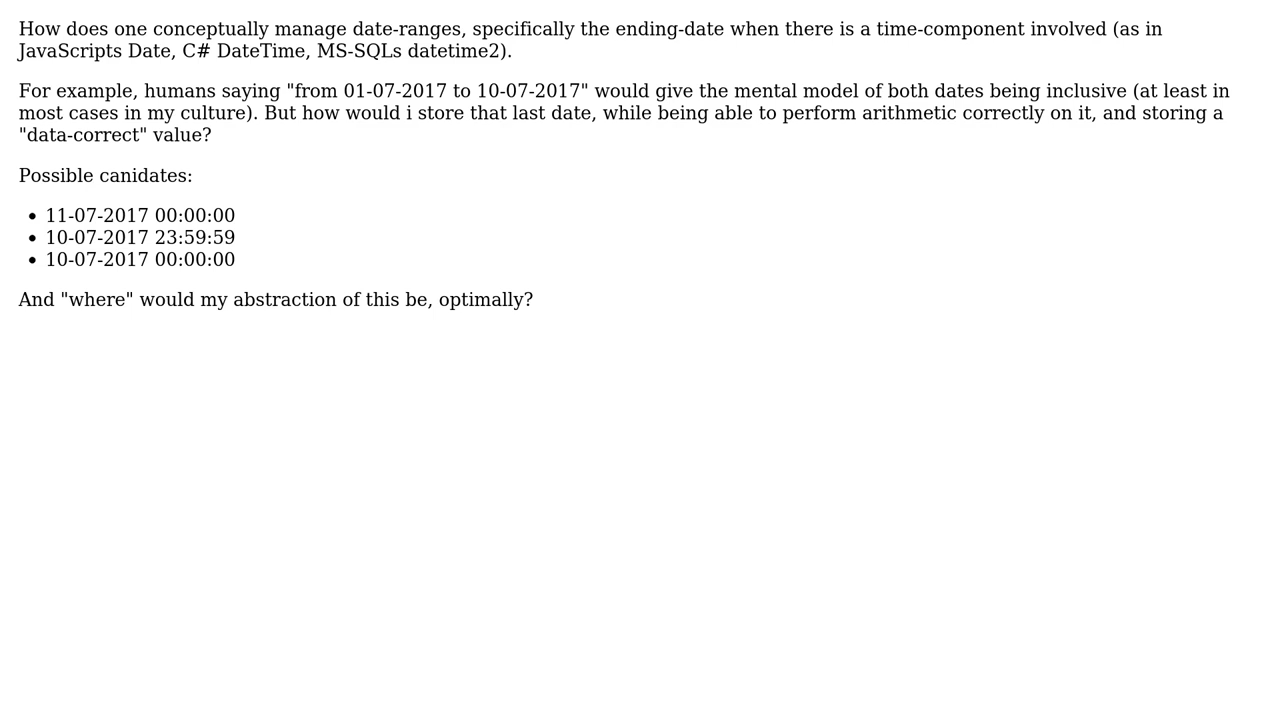 How does one conceptually manage date-ranges, specifically the ending-date when there is a time-component involved (as in
JavaScripts Date, C# DateTime, MS-SQLs datetime2).
For example, humans saying "from 01-07-2017 to 10-07-2017" would give the mental model of both dates being inclusive (at least in
most cases in my culture). But how would i store that last date, while being able to perform arithmetic correctly on it, and storing a
"data-correct" value?
Possible canidates:
• 11-07-2017 00:00:00
• 10-07-2017 23:59:59
• 10-07-2017 00:00:00
And "where" would my abstraction of this be, optimally?